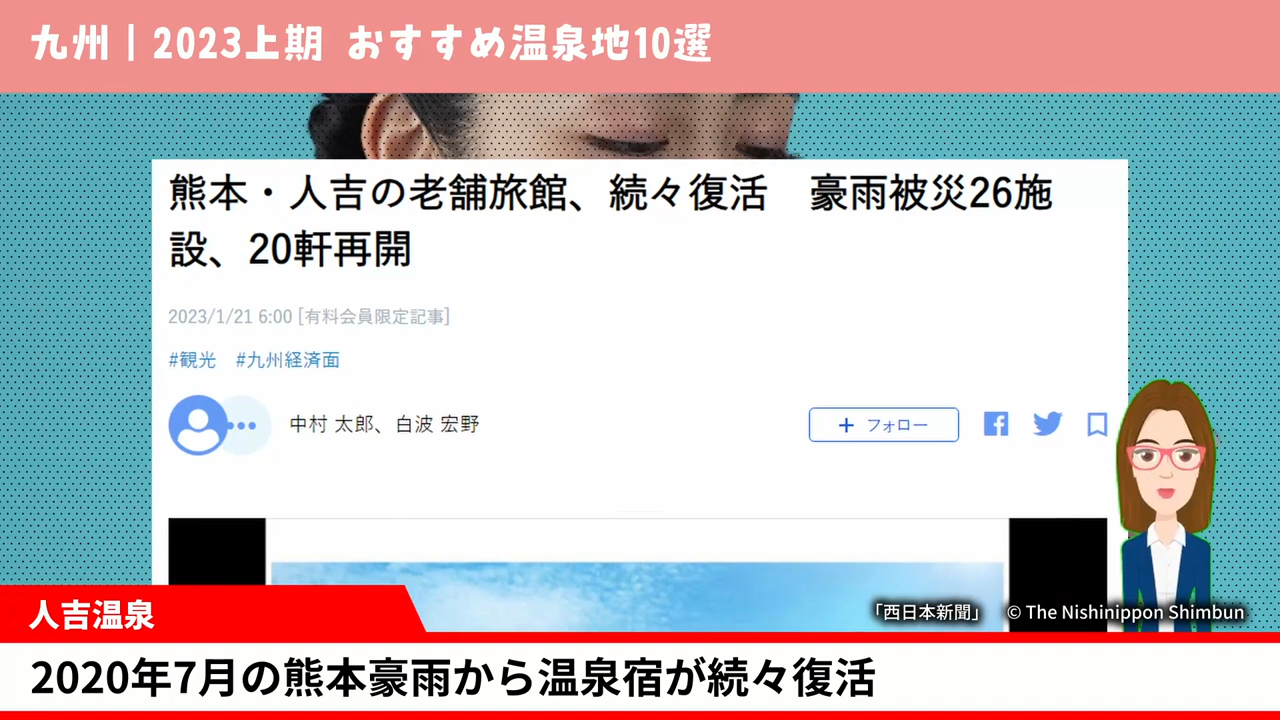 九州｜2023上期 おすすめ温泉地10選
熊本・人吉の老舗旅館、続々復活　豪雨被災26施
設、20軒再開
2023/1/21 6:00 [有料会員限定記事]
#観光 #九州経済面
中村 太郎、白波 宏野
＋ フォロー
人吉温泉
「西日本新聞」 © The Nishinippon Shimbun
2020年7月の熊本豪雨から温泉宿が続々復活